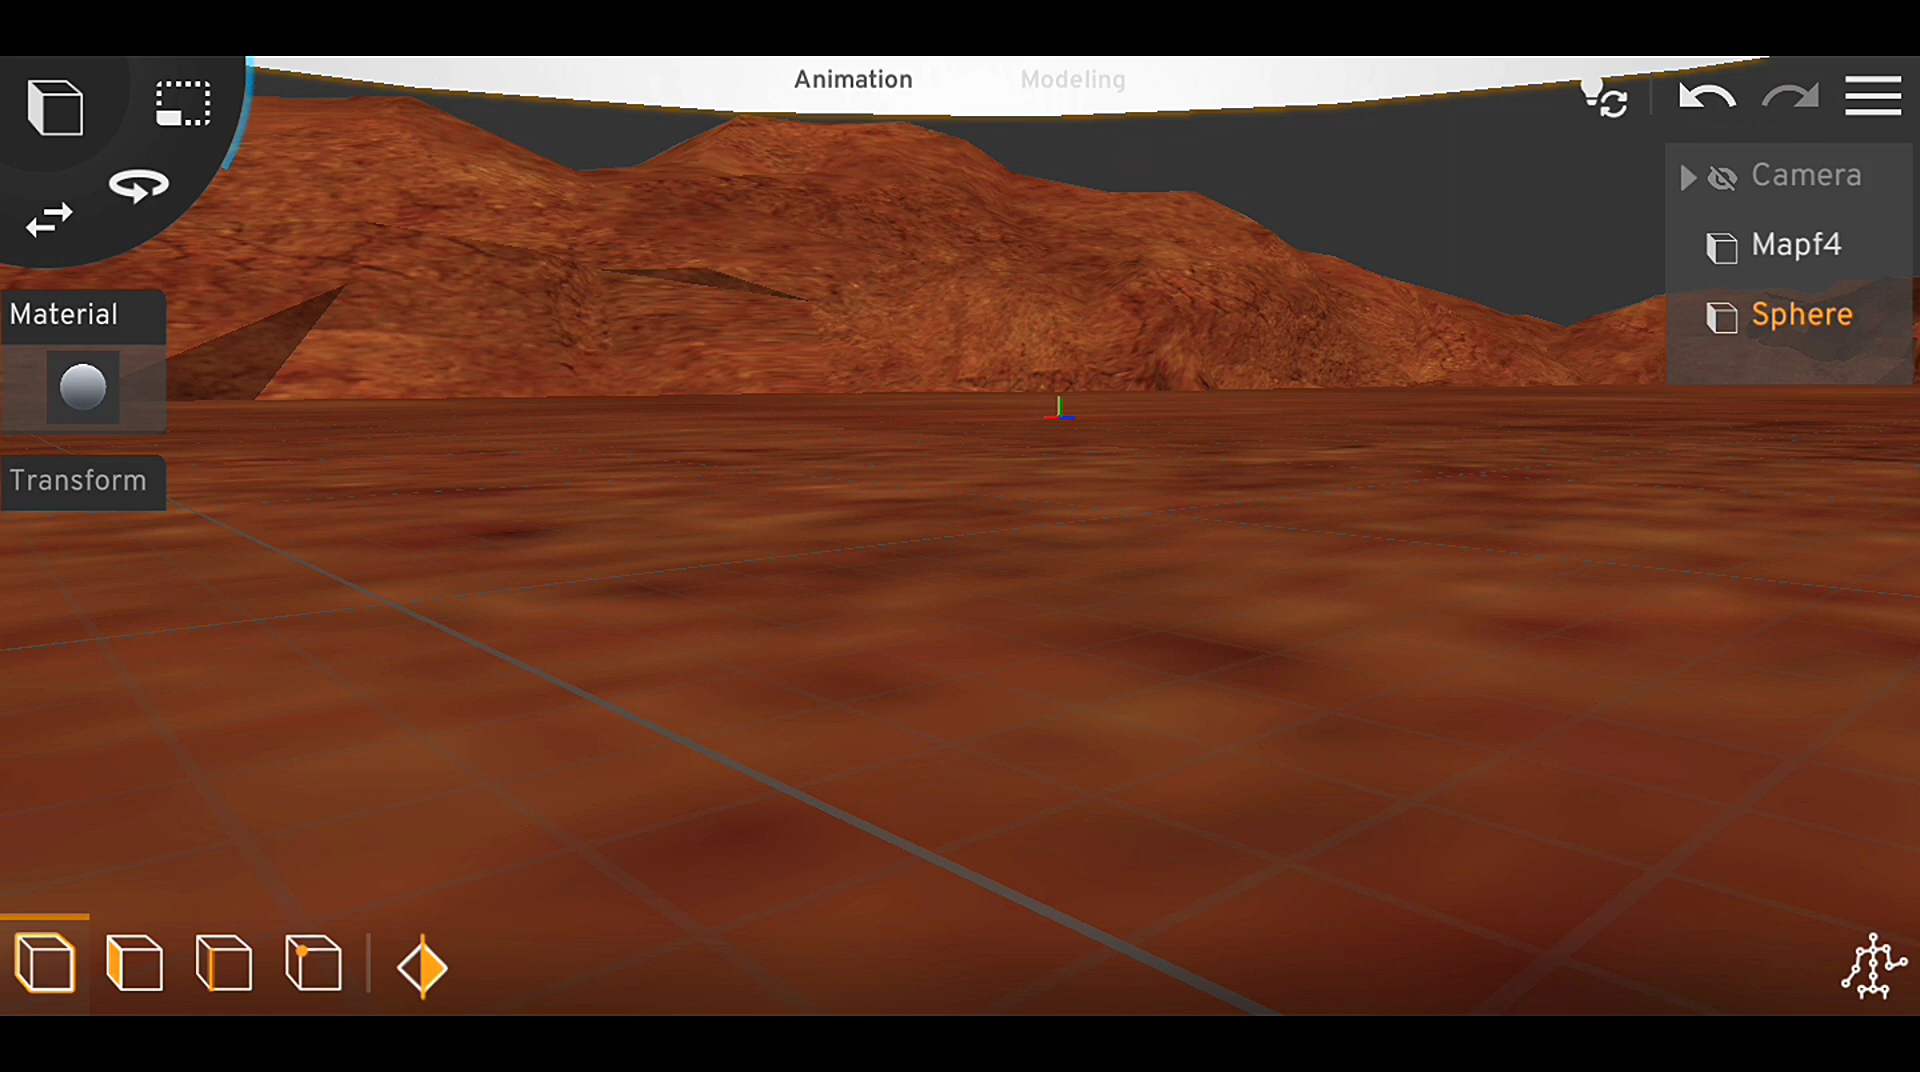 Animation Modeling
Camera
Mapf4
Material
Sphere
Transform